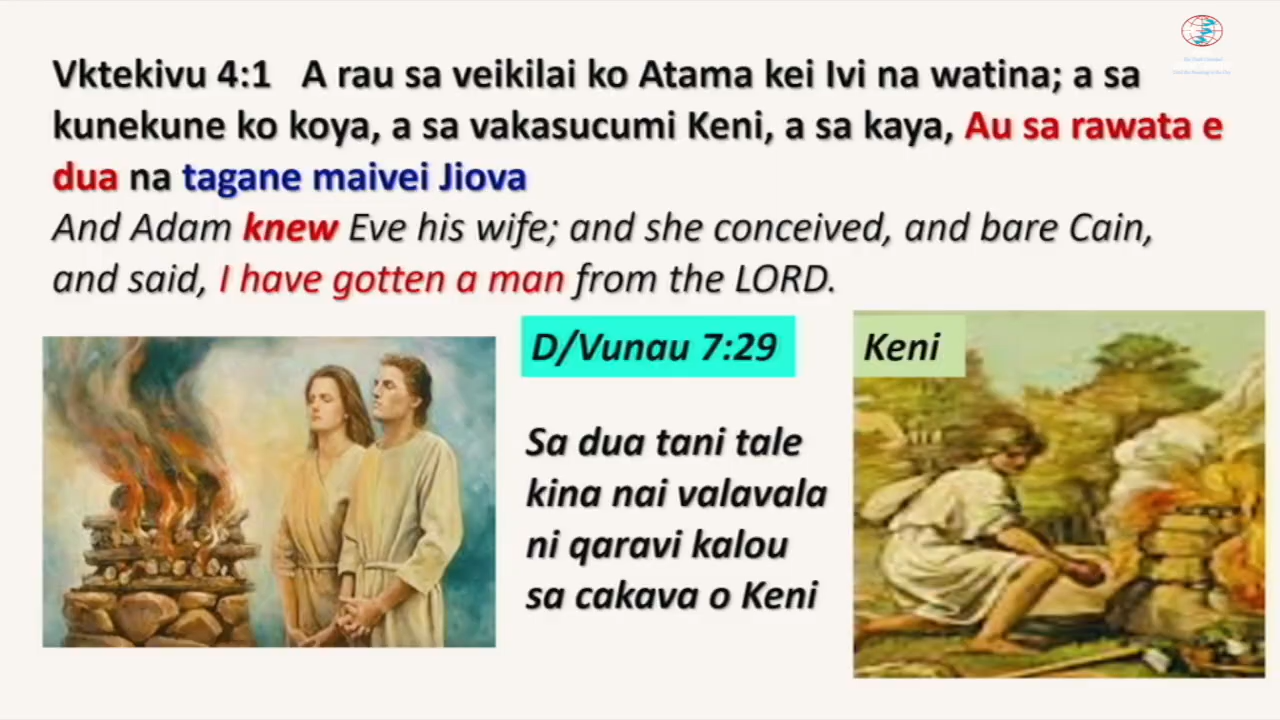 Vktekivu 4:1 A rau sa veikilai ko Atama kei Ivi na watina; a sa
kunekune ko koya, a sa vakasucumi Keni, a sa kaya, Au sa rawata e
dua na tagane maivei Jiova
And Adam knew Eve his wife; and she conceived, and bare Cain,
and said, I have gotten a man from the LORD.
D/Vunau 7:29
Sa dua tani tale
kina nai valavala
ni qaravi kalou
sa cakava o Keni
Keni